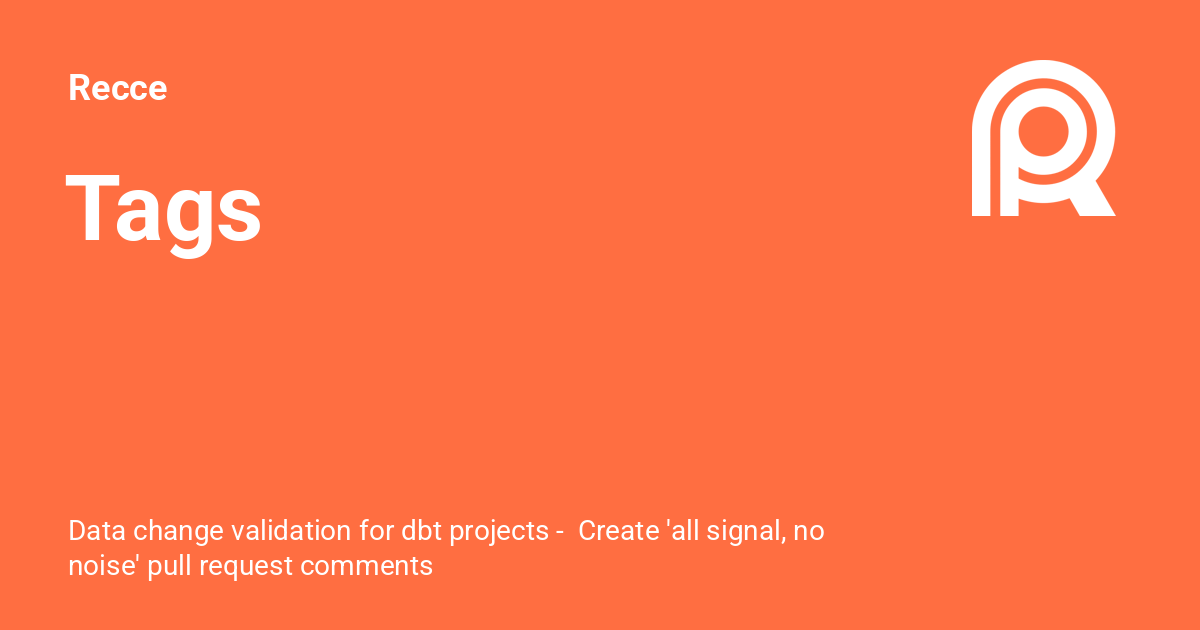 Recce
Tags
Data change validation for dbt projects -  Create 'all signal, no
noise' pull request comments